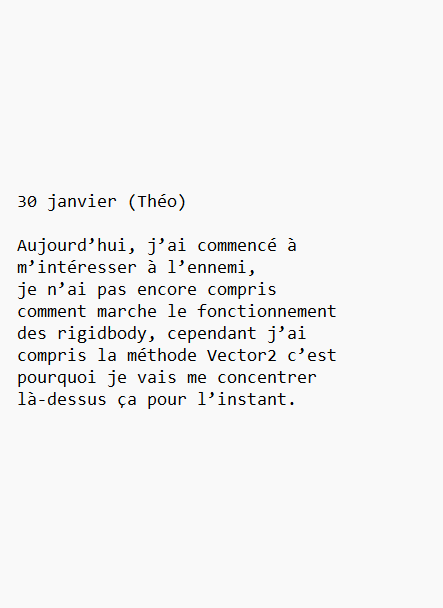 30 janvier (Théo)
Aujourd’hui, j’ai commencé à
m’intéresser à l’ennemi,
je n’ai pas encore compris
comment marche le fonctionnement
des rigidbody, cependant j’ai
compris la méthode Vector2 c’est
pourquoi je vais me concentrer
là-dessus ça pour l’instant.